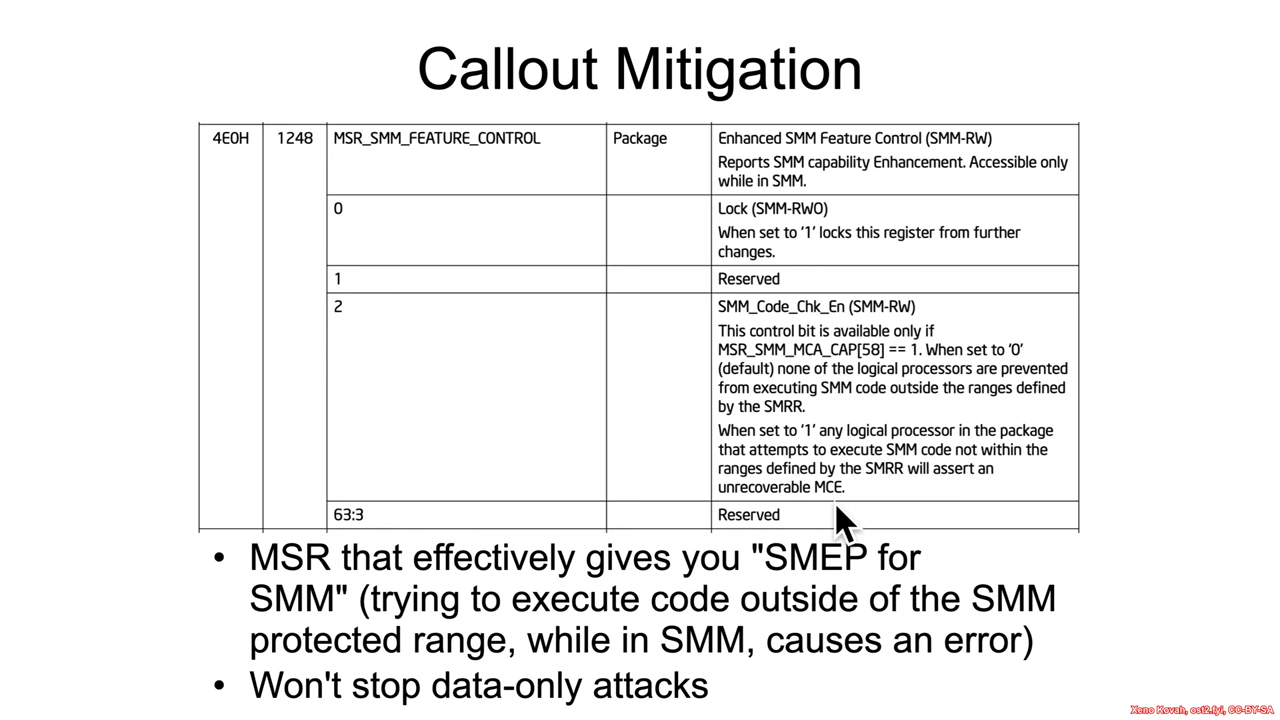 Callout Mitigation
4E0H 1248 MSR_SMM_FEATURE_CONTROL Package Enhanced SMM Feature Control (SMM-RW)
Reports SMM capability Enhancement. Accessible only
while in SMM.
0 Lock (SMM-RWO)
When set to '1' locks this register from further
changes.
1 Reserved
2 SMM_Code_Chk_En (SMM-RW)
This control bit is available only if
MSR_SMM_MCA_CAP[58] == 1. When set to '0'
(default) none of the logical processors are prevented
from executing SMM code outside the ranges defined
by the SMRR.
When set to '1' any logical processor in the package
that attempts to execute SMM code not within the
ranges defined by the SMRR will assert an
unrecoverable MCE.
63:3 Reserved
• MSR that effectively gives you "SMEP for
SMM" (trying to execute code outside of the SMM
protected range, while in SMM, causes an error)
• Won't stop data-only attacks
Xeno Kovah, ost2.fyi, CC-BY-SA